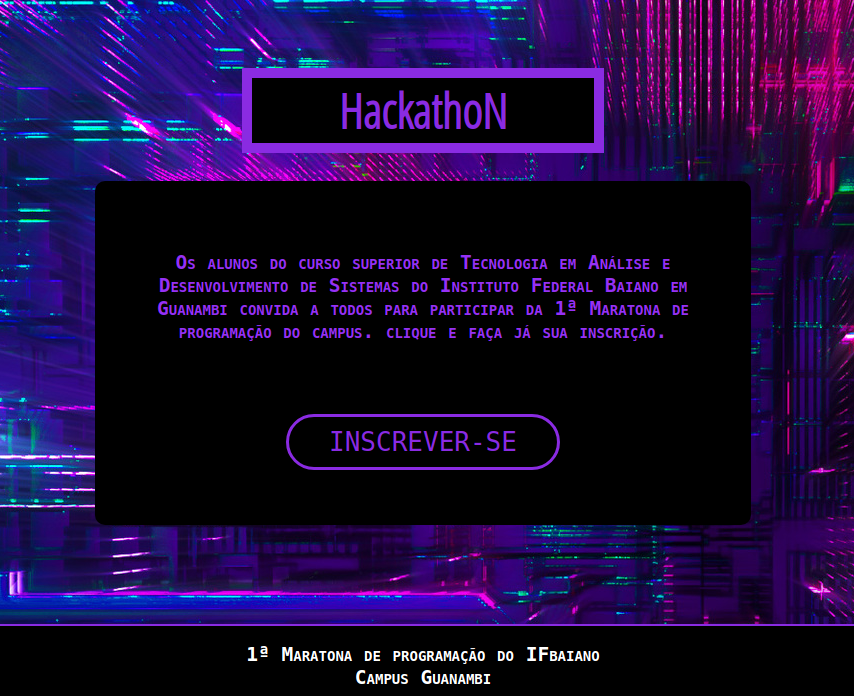 HackathoN
Os alunos do curso superior de Tecnologia em Análise e
Desenvolvimento de Sistemas do Instituto Federal Baiano em
Guanambi convida a todos para participar da 1ª Maratona de
programação do campus. clique e faça já sua inscrição.
INSCREVER-SE
1ª Maratona de programação do IFbaiano
Campus Guanambi